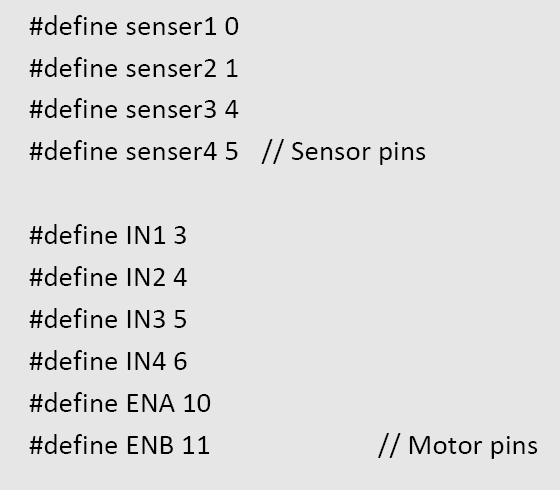 #define senser1 0
#define senser2 1
#define senser3 4
#define senser4 5 // Sensor pins
#define IN1 3
#define IN2 4
#define IN3 5
#define IN4 6
#define ENA 10
#define ENB 11 // Motor pins